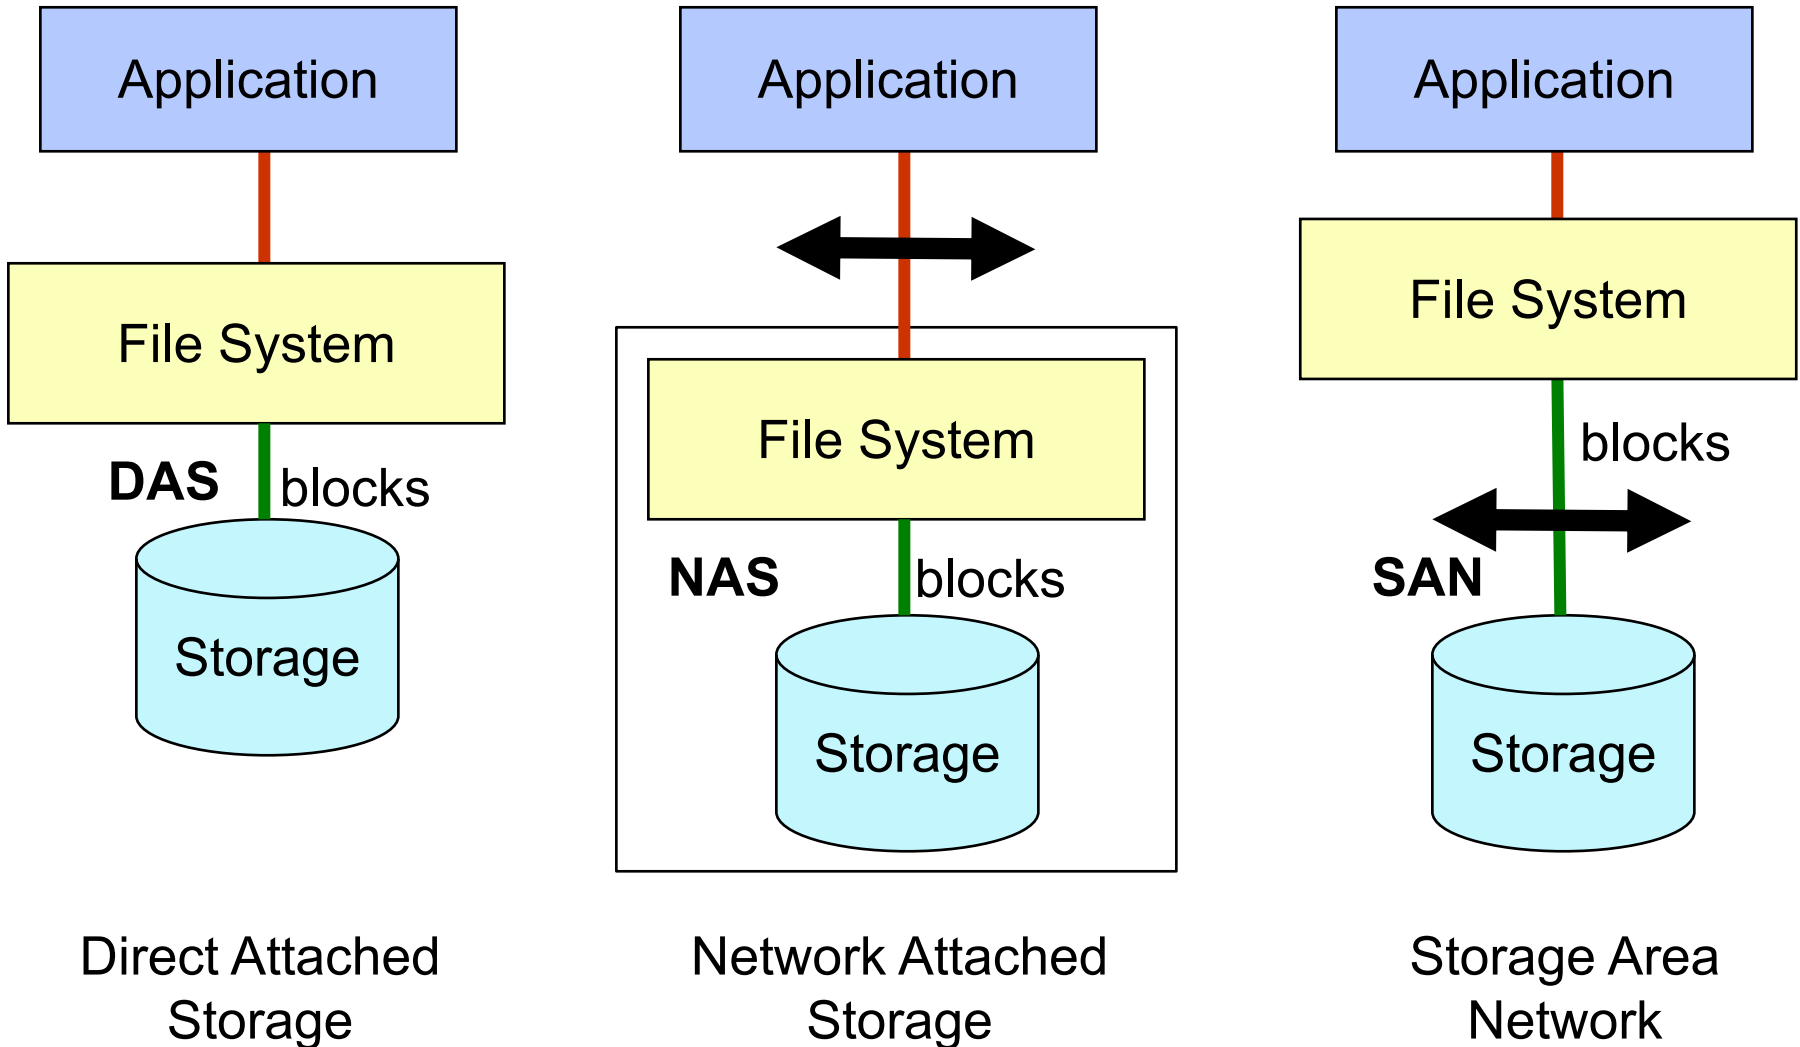 Application
File System
DAS
blocks
Storage
Direct Attached
Storage
Application
File System
NAS
blocks
Storage
Network Attached
Storage
Application
File System
blocks
SAN
Storage
Storage Area
Network